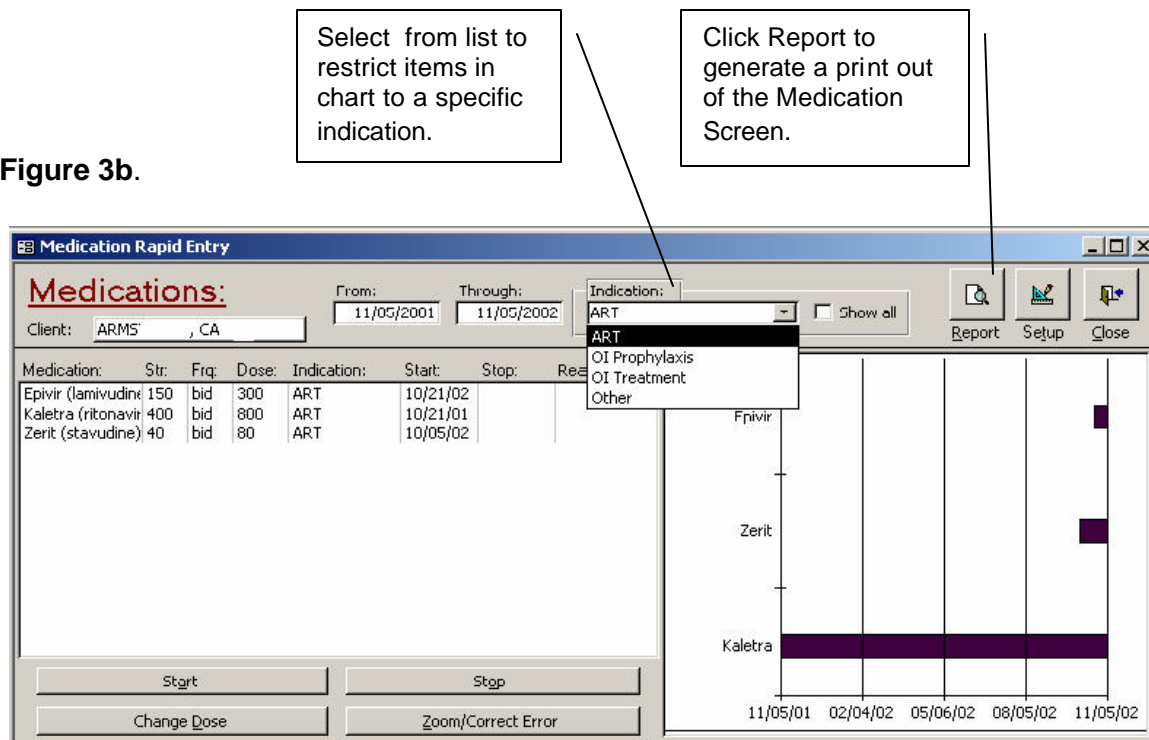 Select from list to
restrict items in
chart to a specific
indication.
Click Report to
generate a print out
of the Medication
Screen.
Figure 3b.
Medication Rapid Entry
Medications:
From: Through: Indication:
11/05/2001 11/05/2002 ART Show all
Client: ARMS , CA
Report Setup Close
ART
OI Prophylaxis
OI Treatment
Other
Medication: Str: Frq: Dose: Indication: Start: Stop: Rea
Epivir (lamivudine 150 bid 300 ART 10/21/02
Kaletra (ritonavir 400 bid 800 ART 10/21/01
Zerit (stavudine) 40 bid 80 ART 10/05/02
Epivir
Zerit
Kaletra
11/05/01 02/04/02 05/06/02 08/05/02 11/05/02
Start Stop
Change Dose Zoom/Correct Error